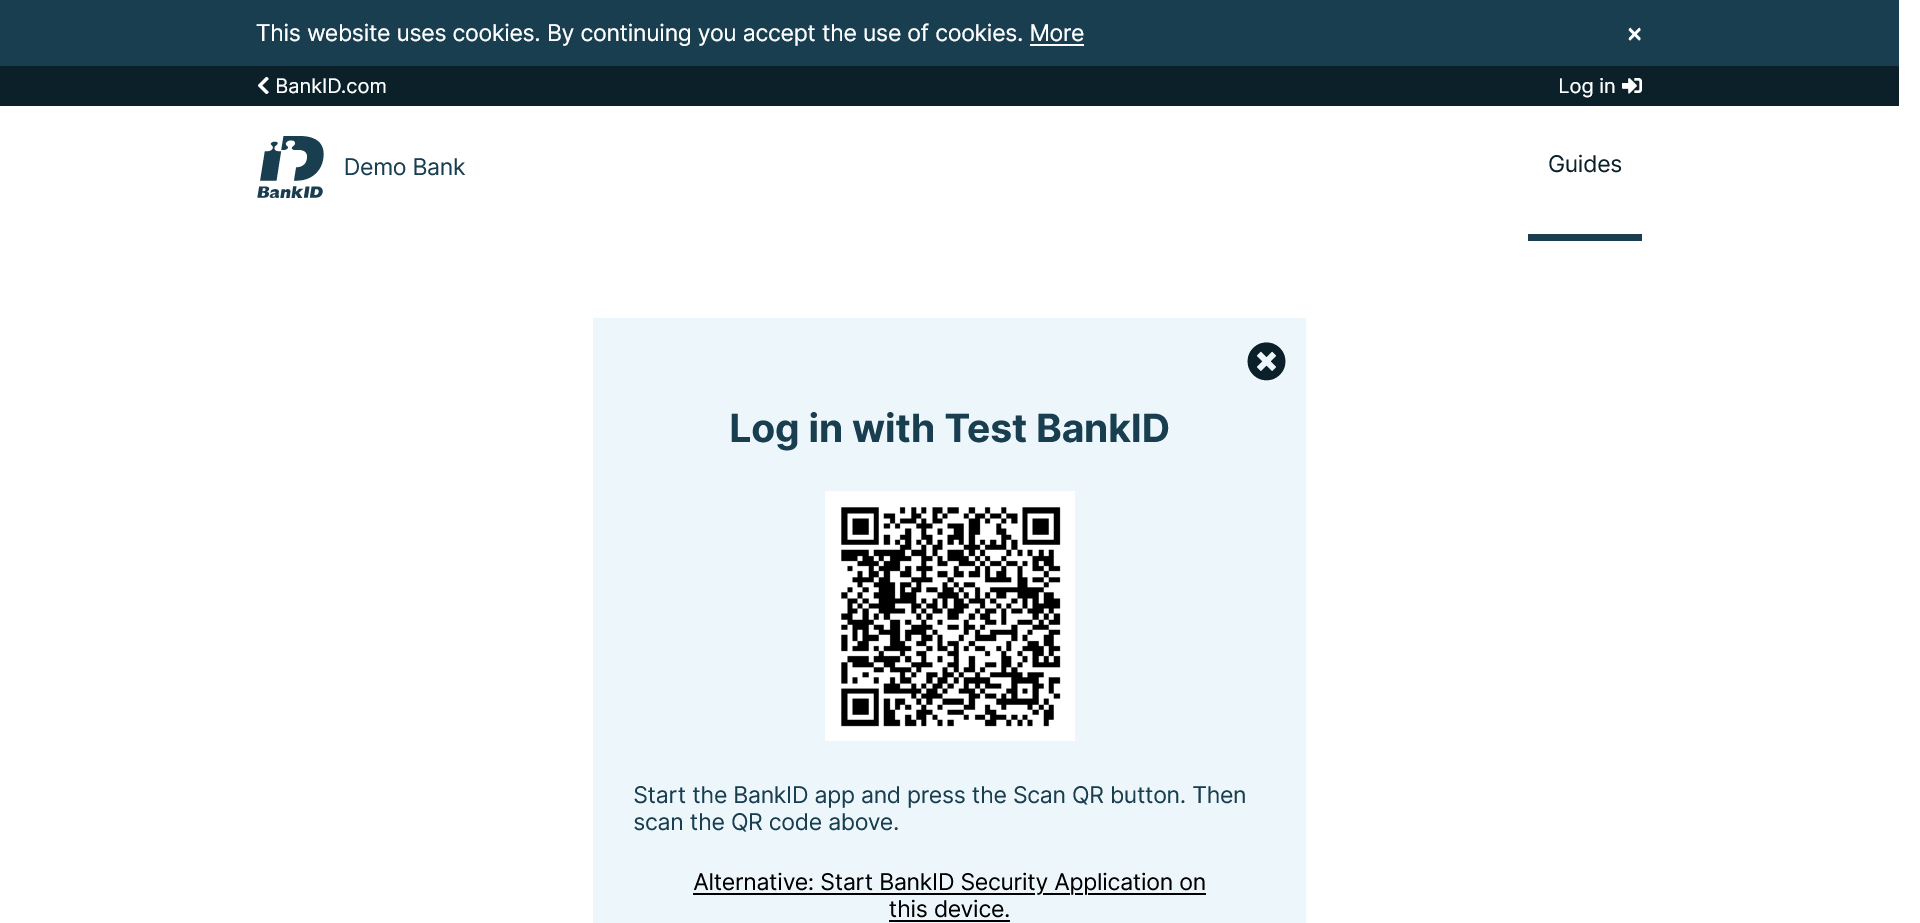 This website uses cookies. By continuing you accept the use of cookies. More
BankID.com
Log in
BankID
Demo Bank
Guides
Log in with Test BankID
Start the BankID app and press the Scan QR button. Then
scan the QR code above.
Alternative: Start BankID Security Application on
this device.